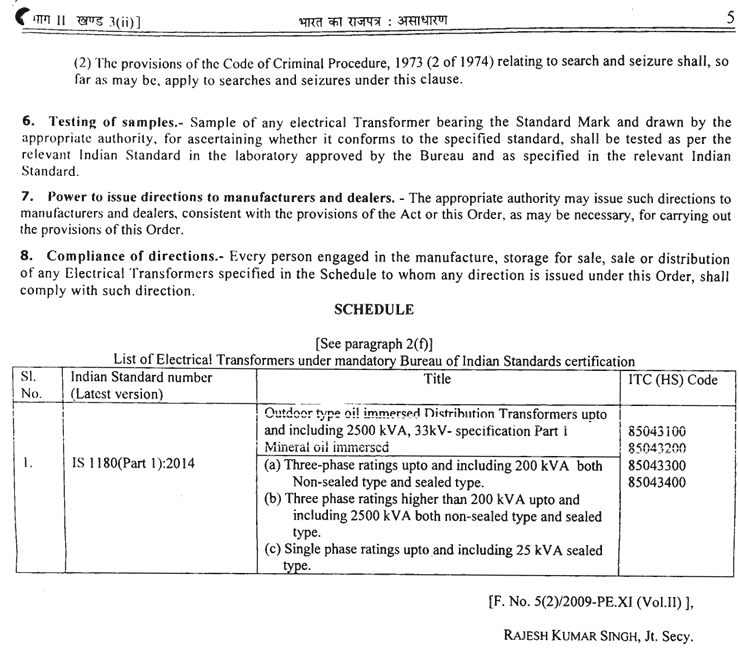 भाग II खण्ड 3(ii)] भारत का राजपत्र : असाधारण 5
(2) The provisions of the Code of Criminal Procedure, 1973 (2 of 1974) relating to search and seizure shall, so
far as may be, apply to searches and seizures under this clause.
6. Testing of samples.- Sample of any electrical Transformer bearing the Standard Mark and drawn by the
appropriate authority, for ascertaining whether it conforms to the specified standard, shall be tested as per the
relevant Indian Standard in the laboratory approved by the Bureau and as specified in the relevant Indian
Standard.
7. Power to issue directions to manufacturers and dealers. - The appropriate authority may issue such directions to
manufacturers and dealers, consistent with the provisions of the Act or this Order, as may be necessary, for carrying out
the provisions of this Order.
8. Compliance of directions.- Every person engaged in the manufacture, storage for sale, sale or distribution
of any Electrical Transformers specified in the Schedule to whom any direction is issued under this Order, shall
comply with such direction.
SCHEDULE
[See paragraph 2(f)]
List of Electrical Transformers under mandatory Bureau of Indian Standards certification
Sl. Indian Standard number Title ITC (HS) Code
No. (Latest version)
Outdoor type oil immersed Distribution Transformers upto
and including 2500 kVA, 33kV- specification Part 1 85043100
Mineral oil immersed 85043200
1. IS 1180(Part 1):2014 (a) Three-phase ratings upto and including 200 kVA both 85043300
Non-sealed type and sealed type. 85043400
(b) Three phase ratings higher than 200 kVA upto and
including 2500 kVA both non-sealed type and sealed
type.
(c) Single phase ratings upto and including 25 kVA sealed
type.
[F. No. 5(2)/2009-PE.XI (Vol.II) ],
RAJESH KUMAR SINGH, Jt. Secy.